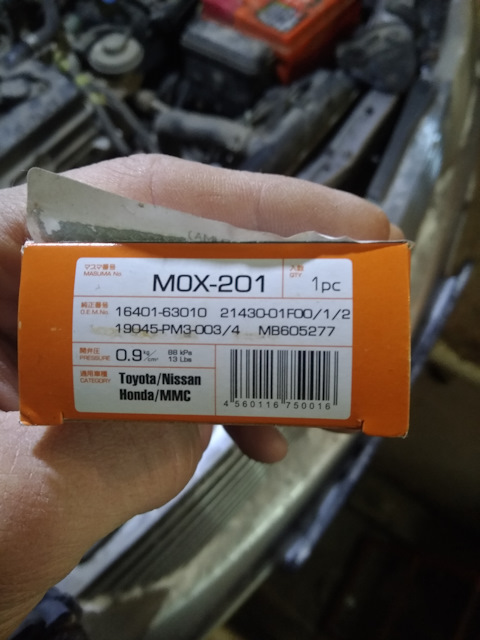 マスマ番号
MASUMA No.
MOX-201
入数
QTY
1pc
純正番号
O.E.M.No.
16401-63010 21430-01F00/1/2
19045-PM3-003/4 MB605277
開弁圧
PRESSURE
0.9 kg/cm²
88 kPa
13 Lbs
適用車種
CATEGORY
Toyota/Nissan
Honda/MMC
4 560116 750016